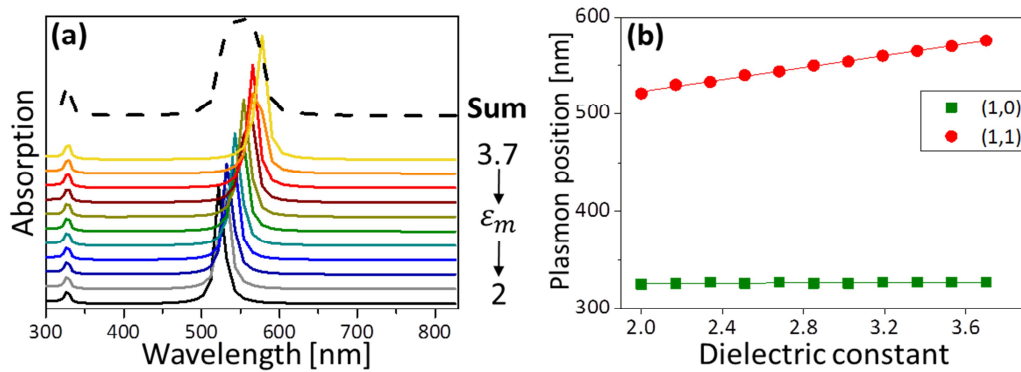 (a)
Absorption
Sum
3.7
εm
2
300 400 500 600 700 800
Wavelength [nm]
(b)
Plasmon position [nm]
600
500
400
300
(1,0)
(1,1)
2.0 2.4 2.8 3.2 3.6
Dielectric constant